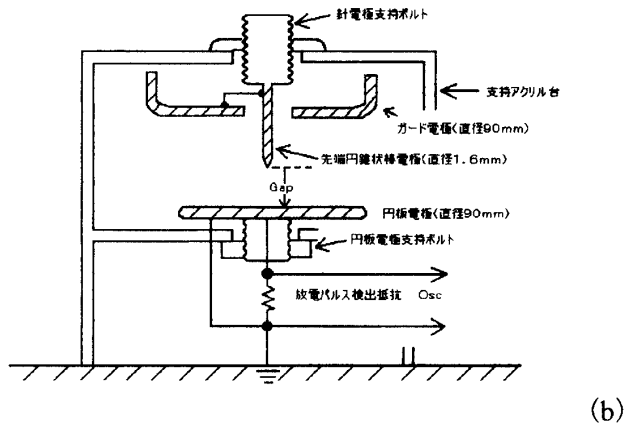 針電極支持ボルト
支持アクリル台
ガード電極(直径90mm)
先端円錐状棒電極(直径1.6mm)
Gap
円板電極(直径90mm)
円板電極支持ボルト
放電パルス検出抵抗 Osc
(b)